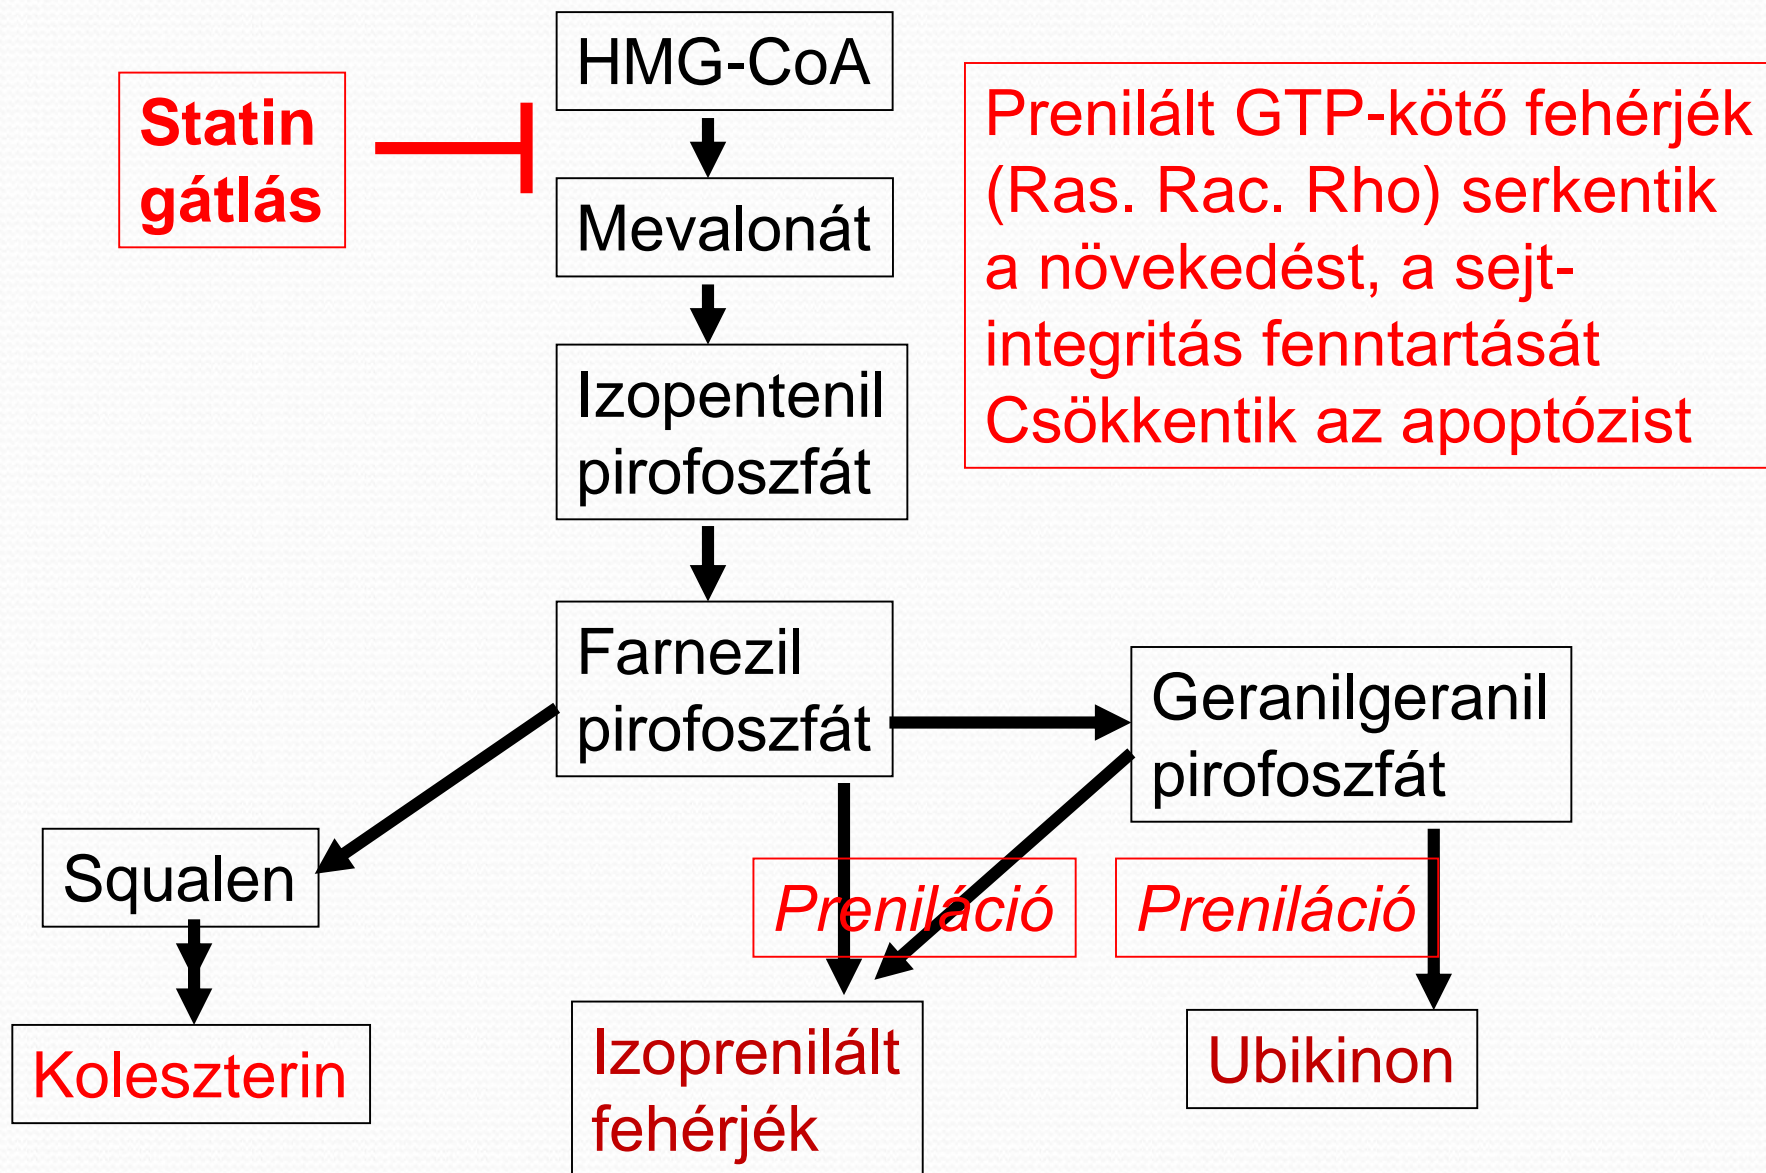 HMG-CoA
Statin
gátlás
Prenilált GTP-kötő fehérjék
(Ras. Rac. Rho) serkentik
a növekedést, a sejt-
integritás fenntartását
Csökkentik az apoptózist
Mevalonát
Izopentenil
pirofoszfát
Farnezil
pirofoszfát
Geranilgeranil
pirofoszfát
Squalen
Preniláció
Preniláció
Koleszterin
Izoprenilált
fehérjék
Ubikinon